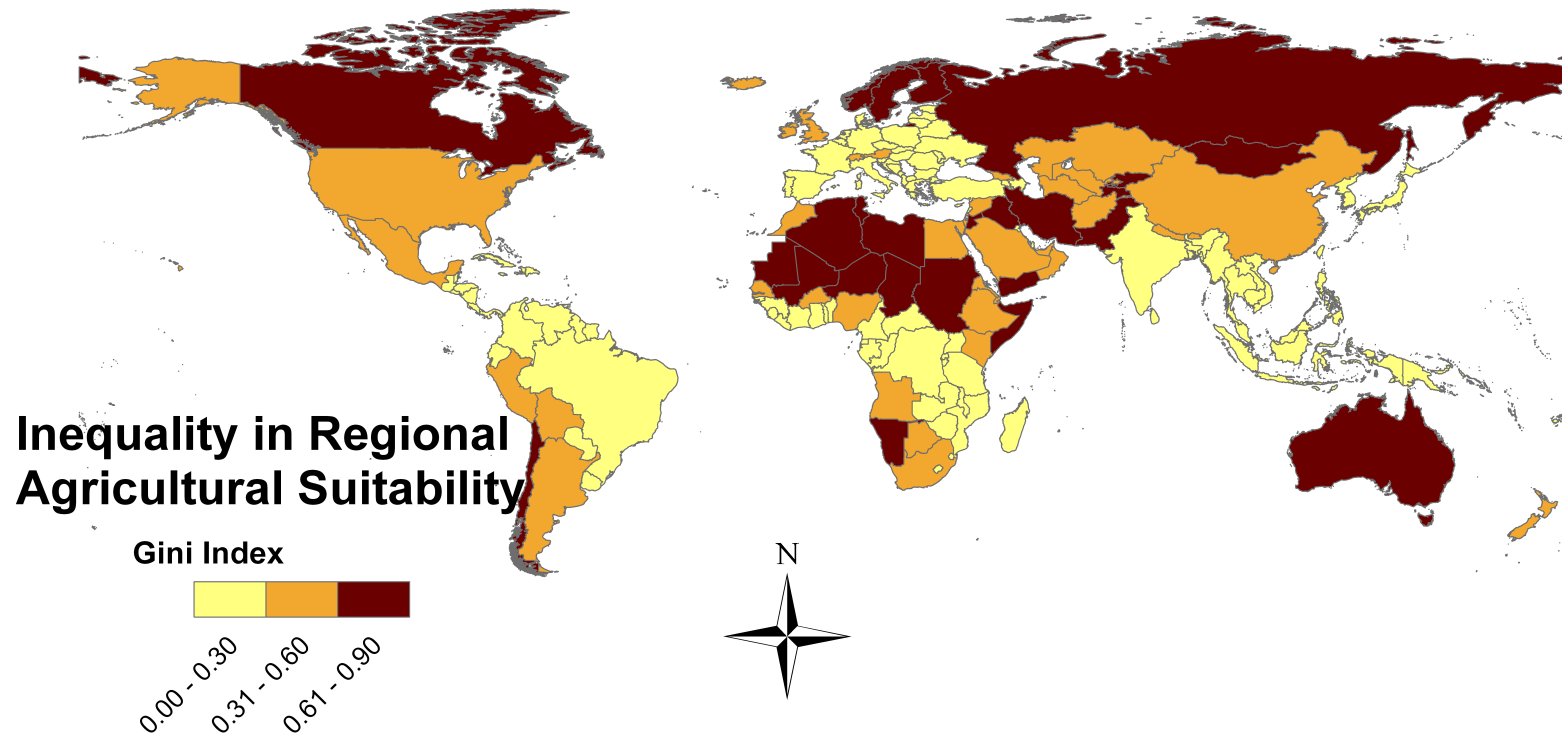 Inequality in Regional
Agricultural Suitability
Gini Index
0.00 - 0.30
0.31 - 0.60
0.61 - 0.90
N